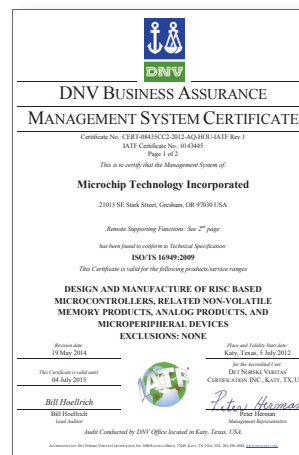 DNV
DNV BUSINESS ASSURANCE
MANAGEMENT SYSTEM CERTIFICATE
Certificate No.: CERT-08435CC2-2012-AQ-HOU-IATF Rev.1
IATF Certificate No.: 0143445
Page 1 of 2
This is to certify that the Management System of:
Microchip Technology Incorporated
21015 SE Stark Street, Gresham, OR 97030 USA
Remote Supporting Functions: See 2nd page
has been found to conform to Technical Specification:
ISO/TS 16949:2009
This Certificate is valid for the following products/service ranges
DESIGN AND MANUFACTURE OF RISC BASED
MICROCONTROLLERS, RELATED NON-VOLATILE
MEMORY PRODUCTS, ANALOG PRODUCTS, AND
MICROPERIPHERAL DEVICES
EXCLUSIONS: NONE
Revision date: Place and Validity Start date:
19 May 2014 Katy, Texas, 5 July 2012
This Certificate is valid until: for the Accredited Unit:
04 July 2015 DET NORSKE VERITAS
CERTIFICATION INC., KATY, TX, U
IATF
Bill Hoellrich Peter Herman
Bill Hoellrich Peter Herman
Lead Auditor Management Representative
Audit Conducted by DNV Office located in Katy, Texas, USA.